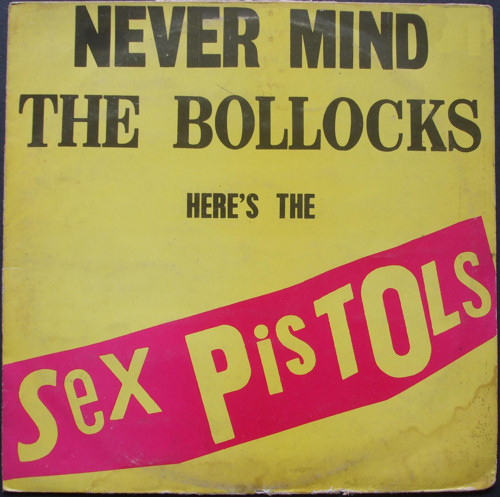 NEVER MIND
THE BOLLOCKS
HERE'S THE
Sex PiSTOLS